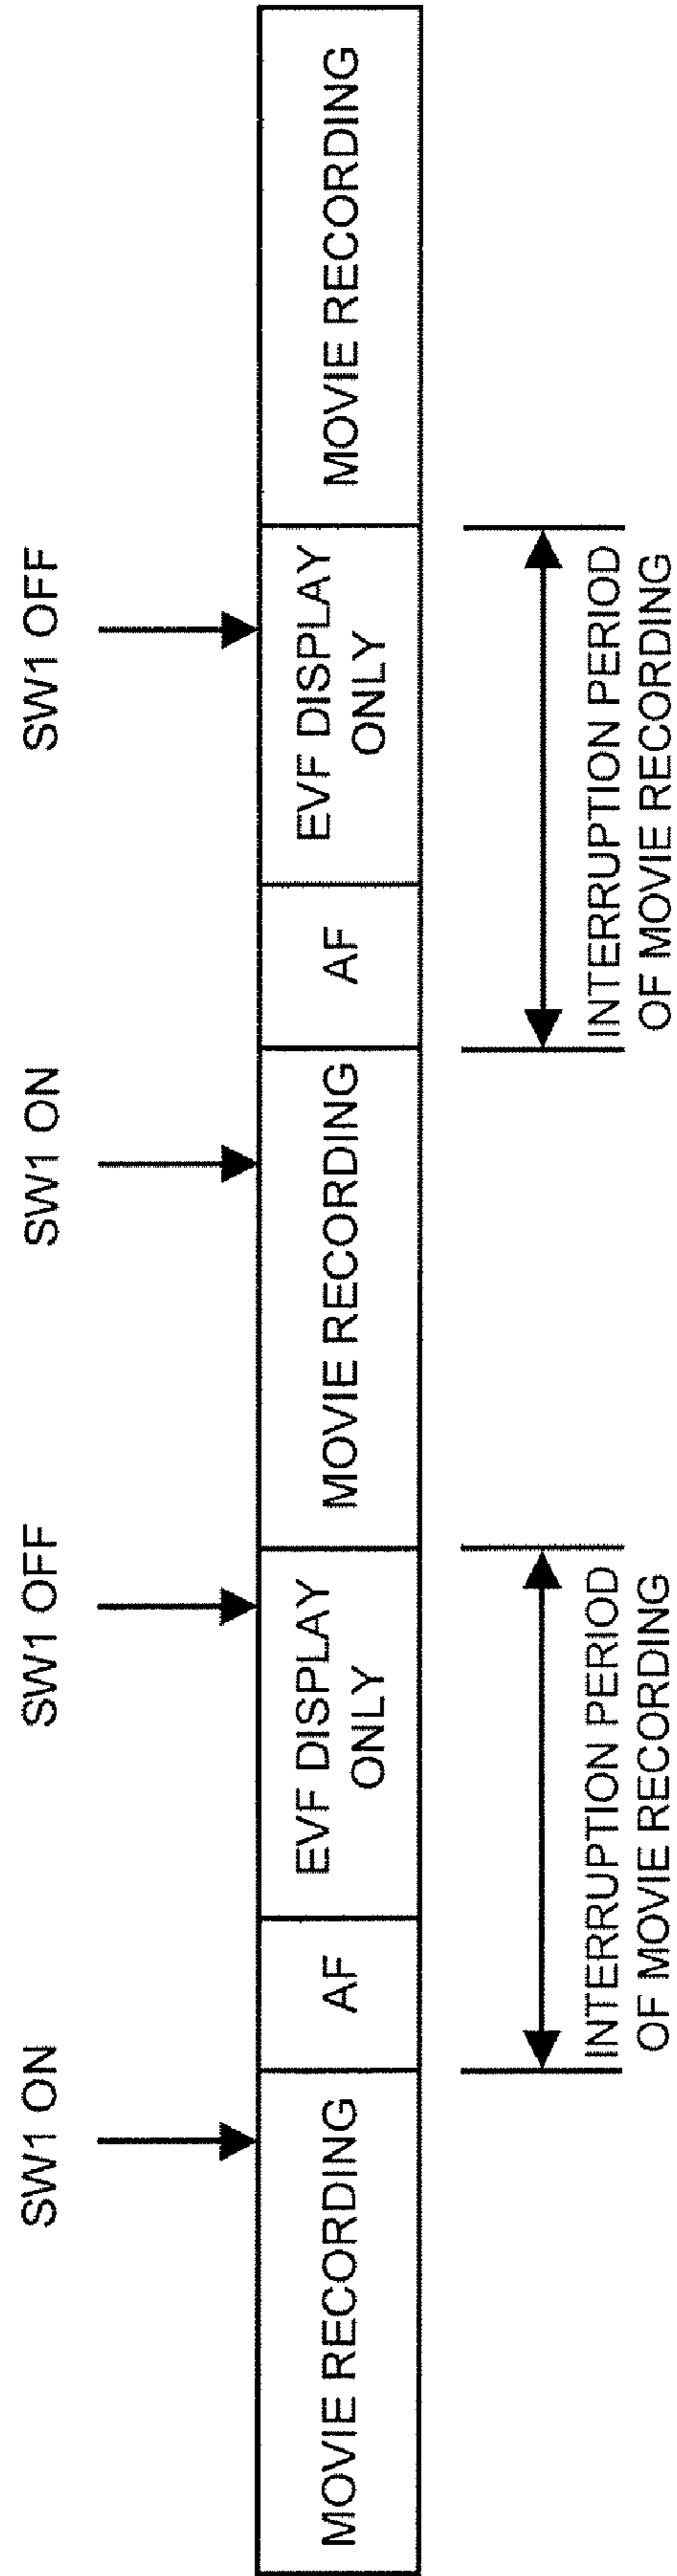 SW1 ON
SW1 OFF
SW1 ON
SW1 OFF
MOVIE RECORDING
AF
EVF DISPLAY
ONLY
MOVIE RECORDING
AF
EVF DISPLAY
ONLY
MOVIE RECORDING
INTERRUPTION PERIOD
OF MOVIE RECORDING
INTERRUPTION PERIOD
OF MOVIE RECORDING